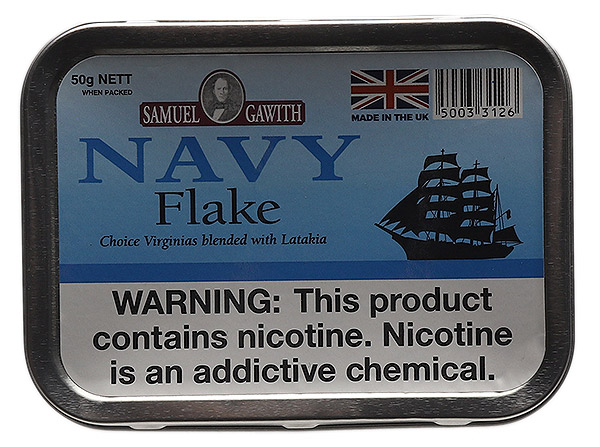 50g NETT
WHEN PACKED
SAMUEL GAWITH
MADE IN THE UK
5003 3126
NAVY
Flake
Choice Virginias blended with Latakia
WARNING: This product
contains nicotine. Nicotine
is an addictive chemical.